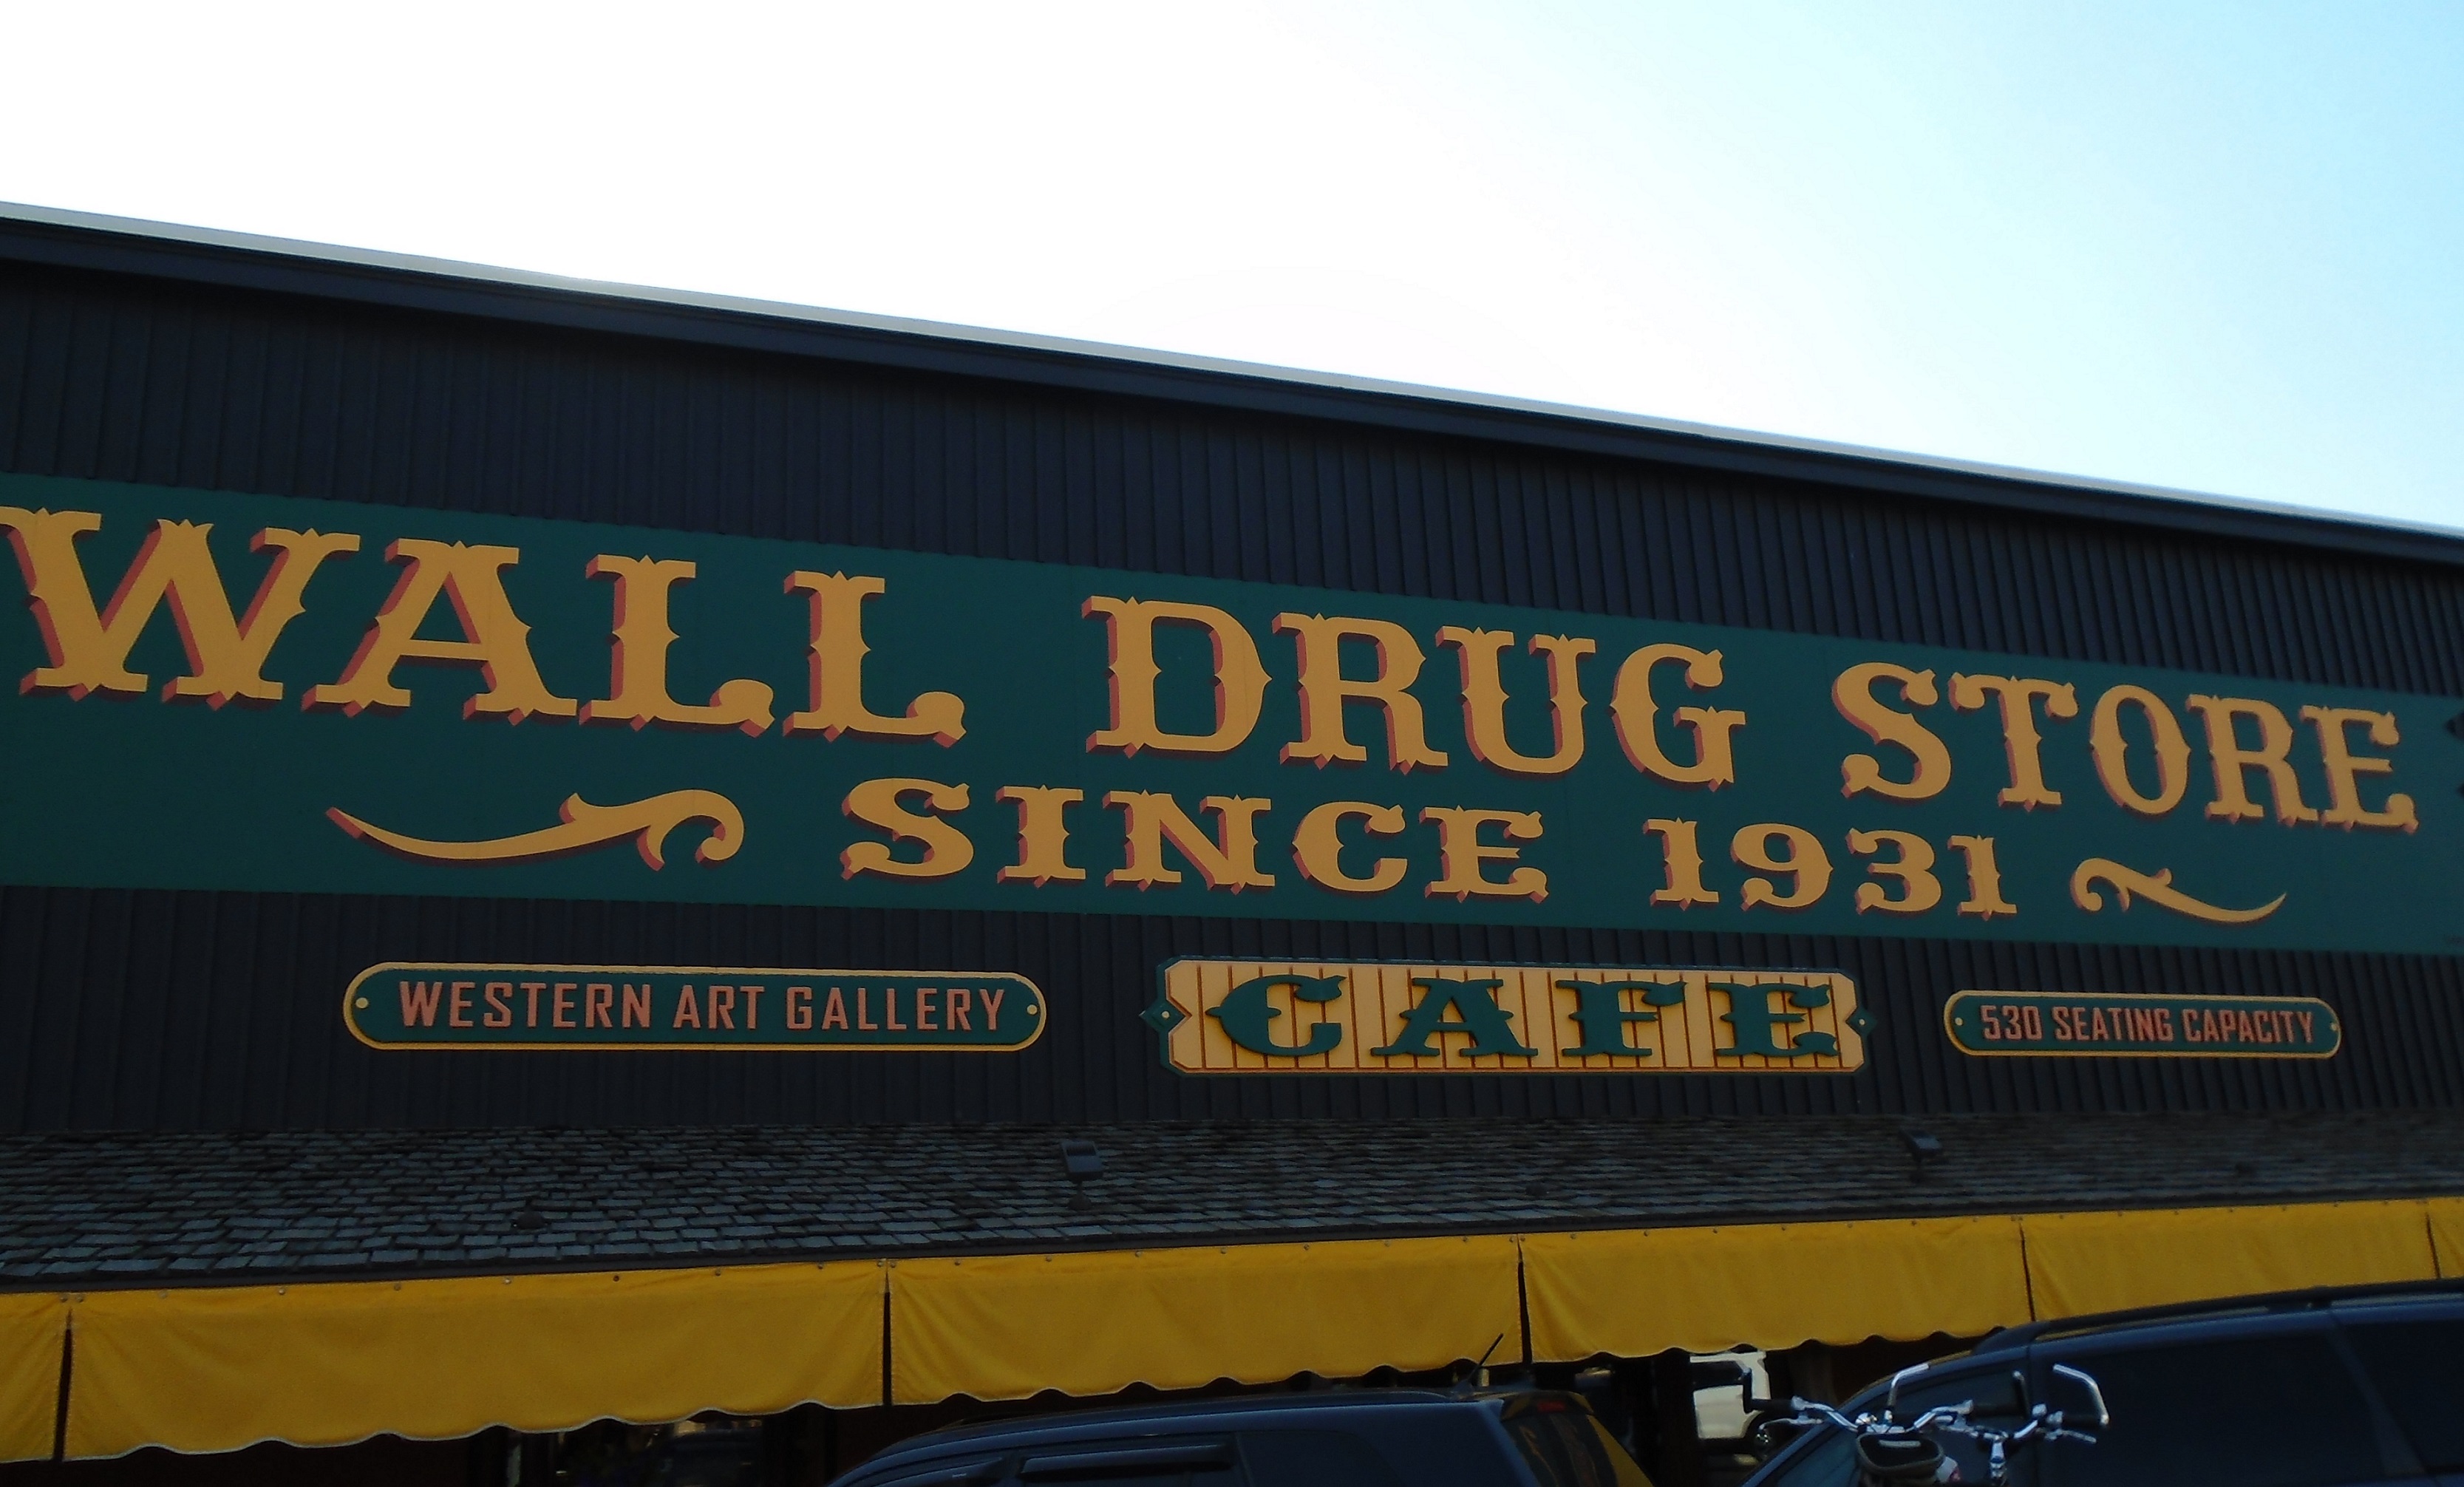 WALL DRUG STORE
SINCE 1931
WESTERN ART GALLERY
CAFE
530 SEATING CAPACITY